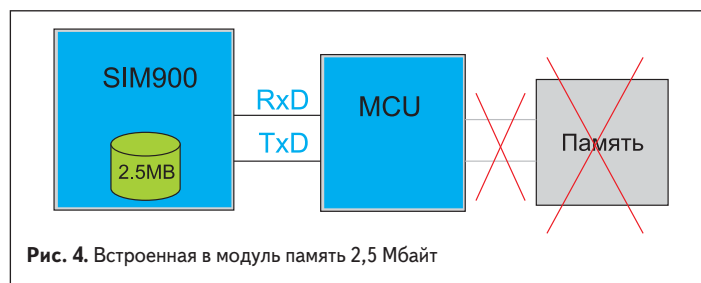 SIM900
2.5MB
RxD
TxD
MCU
Память
Рис. 4. Встроенная в модуль память 2,5 Мбайт